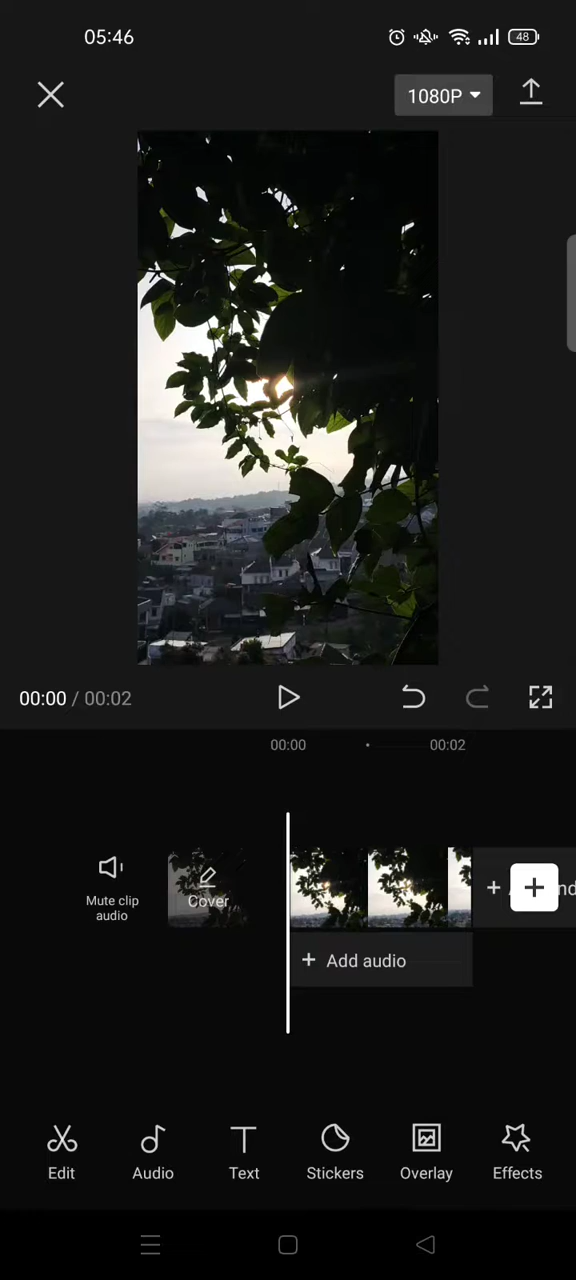 05:46
48
1080P
00:00 / 00:02
00:00
00:02
Mute clip
audio
Cover
+
+
+ Add audio
Edit
Audio
Text
Stickers
Overlay
Effects